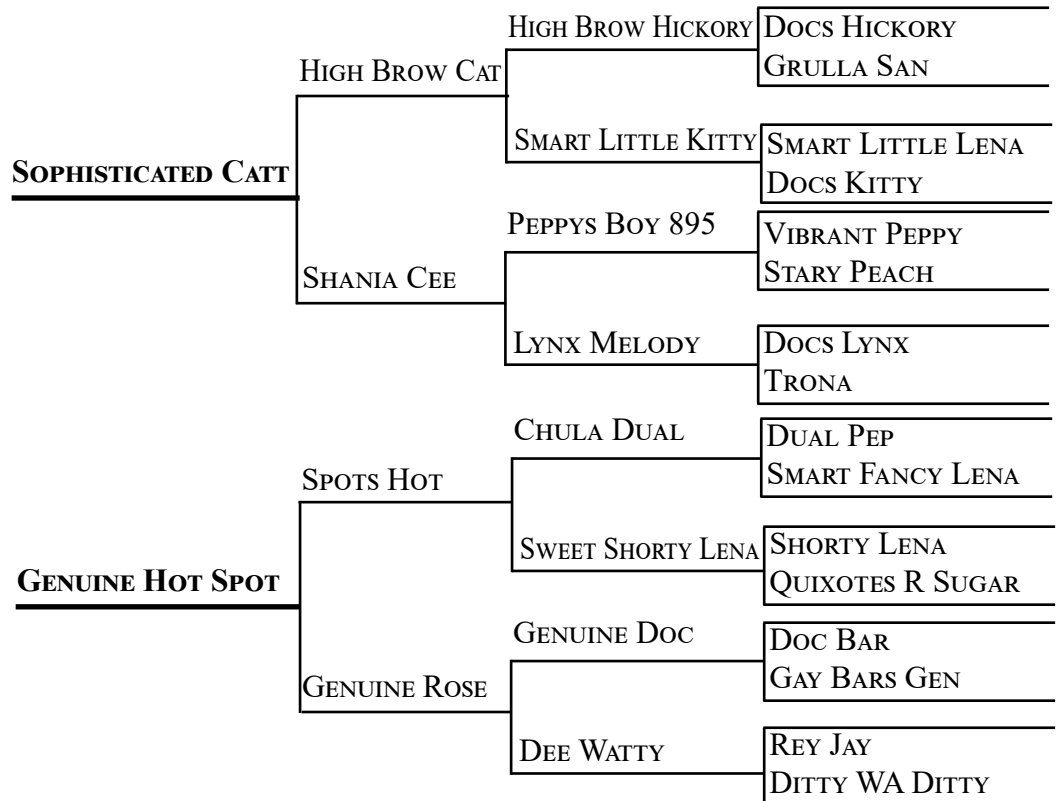 High Brow Hickory
Docs Hickory
Grulla San
High Brow Cat
Smart Little Kitty
Smart Little Lena
Docs Kitty
Sophisticated Catt
Peppys Boy 895
Vibrant Peppy
Stary Peach
Shania Cee
Lynx Melody
Docs Lynx
Trona
Chula Dual
Dual Pep
Smart Fancy Lena
Spots Hot
Sweet Shorty Lena
Shorty Lena
Quixotes R Sugar
Genuine Hot Spot
Genuine Doc
Doc Bar
Gay Bars Gen
Genuine Rose
Dee Watty
Rey Jay
Ditty WA Ditty